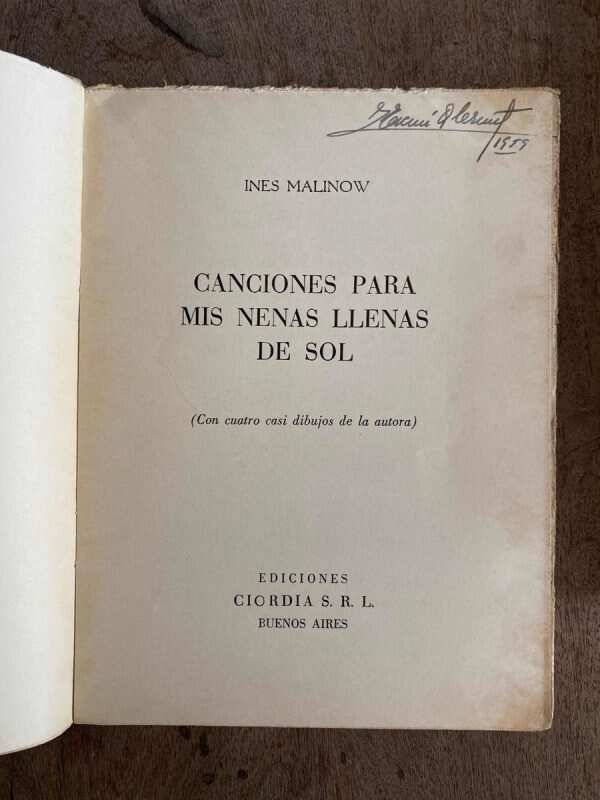 1959
INES MALINOW
CANCIONES PARA
MIS NENAS LLENAS
DE SOL
(Con cuatro casi dibujos de la autora)
EDICIONES
CIORDIA S. R. L.
BUENOS AIRES